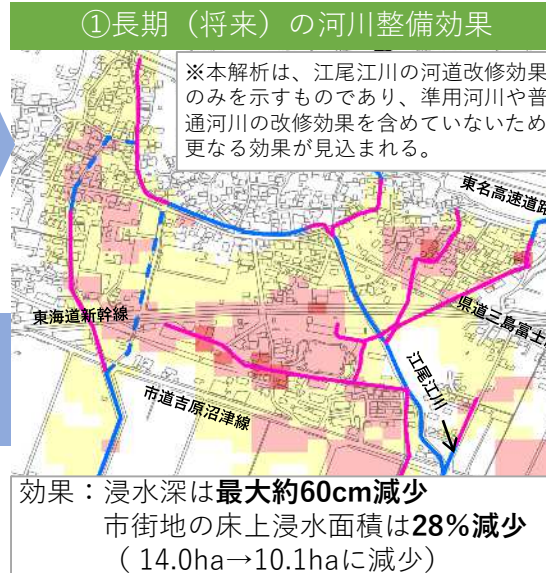 ①長期（将来）の河川整備効果
※本解析は、江尾江川の河道改修効果
のみを示すものであり、準用河川や普
通河川の改修効果を含めていないため
更なる効果が見込まれる。
東名高速道路
県道三島富士
東海道新幹線
江尾江川
市道吉原沼津線
効果：浸水深は最大約60cm減少
市街地の床上浸水面積は28%減少
（ 14.0ha→10.1haに減少）